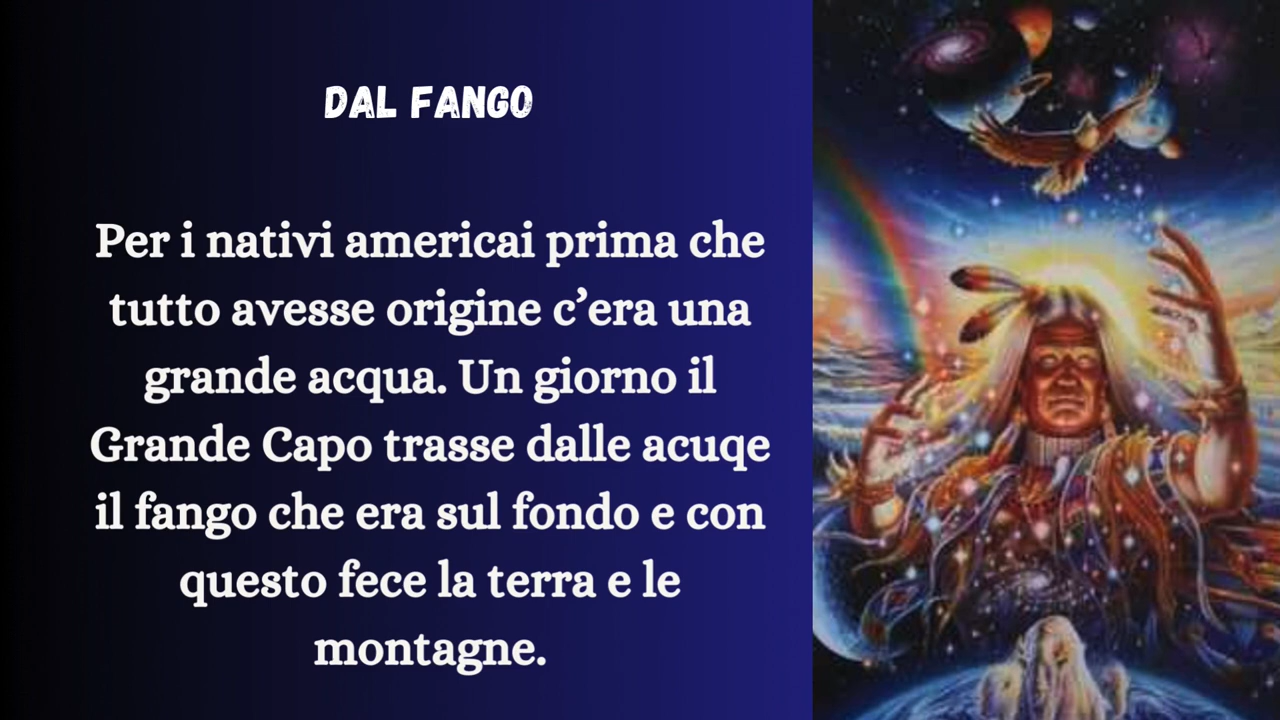 DAL FANGO
Per i nativi americai prima che
tutto avesse origine c’era una
grande acqua. Un giorno il
Grande Capo trasse dalle acuqe
il fango che era sul fondo e con
questo fece la terra e le
montagne.